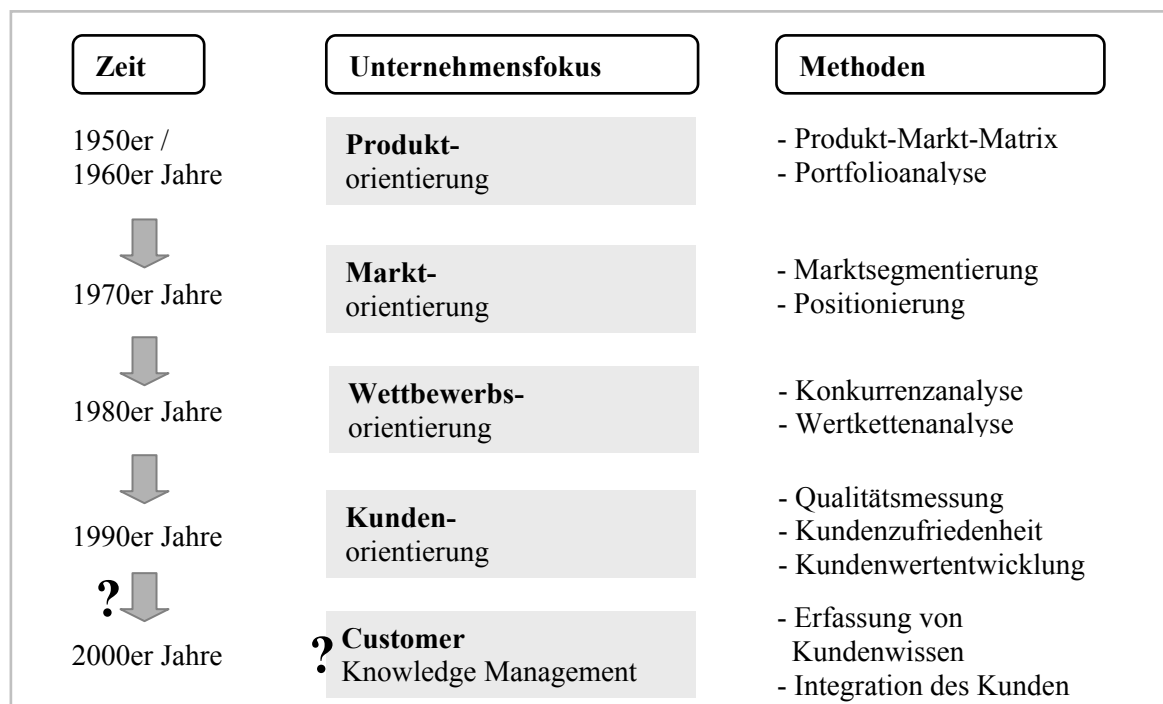 Zeit Unternehmensfokus Methoden
1950er /
1960er Jahre
Produkt-
orientierung
- Produkt-Markt-Matrix
- Portfolioanalyse
1970er Jahre
Markt-
orientierung
- Marktsegmentierung
- Positionierung
1980er Jahre
Wettbewerbs-
orientierung
- Konkurrenzanalyse
- Wertkettenanalyse
1990er Jahre
Kunden-
orientierung
- Qualitätsmessung
- Kundenzufriedenheit
- Kundenwertentwicklung
?
2000er Jahre
?
Customer
Knowledge Management
- Erfassung von
Kundenwissen
- Integration des Kunden